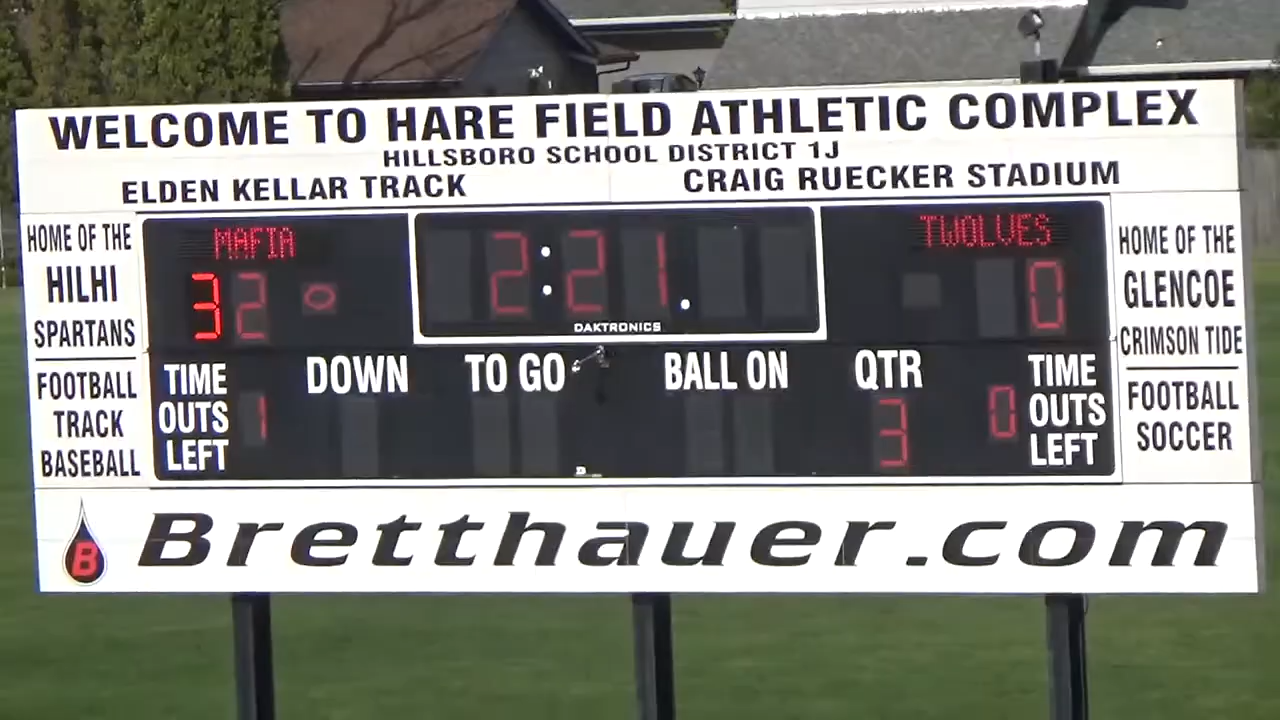 WELCOME TO HARE FIELD ATHLETIC COMPLEX
HILLSBORO SCHOOL DISTRICT 1J
ELDEN KELLAR TRACK
CRAIG RUECKER STADIUM
HOME OF THE
HILHI
SPARTANS
FOOTBALL
TRACK
BASEBALL
MAFIA
32
2:21.
DAKTRONICS
TWOLVES
0
TIME
OUTS
LEFT
1
DOWN
TO GO
BALL ON
QTR
3
0
TIME
OUTS
LEFT
HOME OF THE
GLENCOE
CRIMSON TIDE
FOOTBALL
SOCCER
B
Bretthauer.com